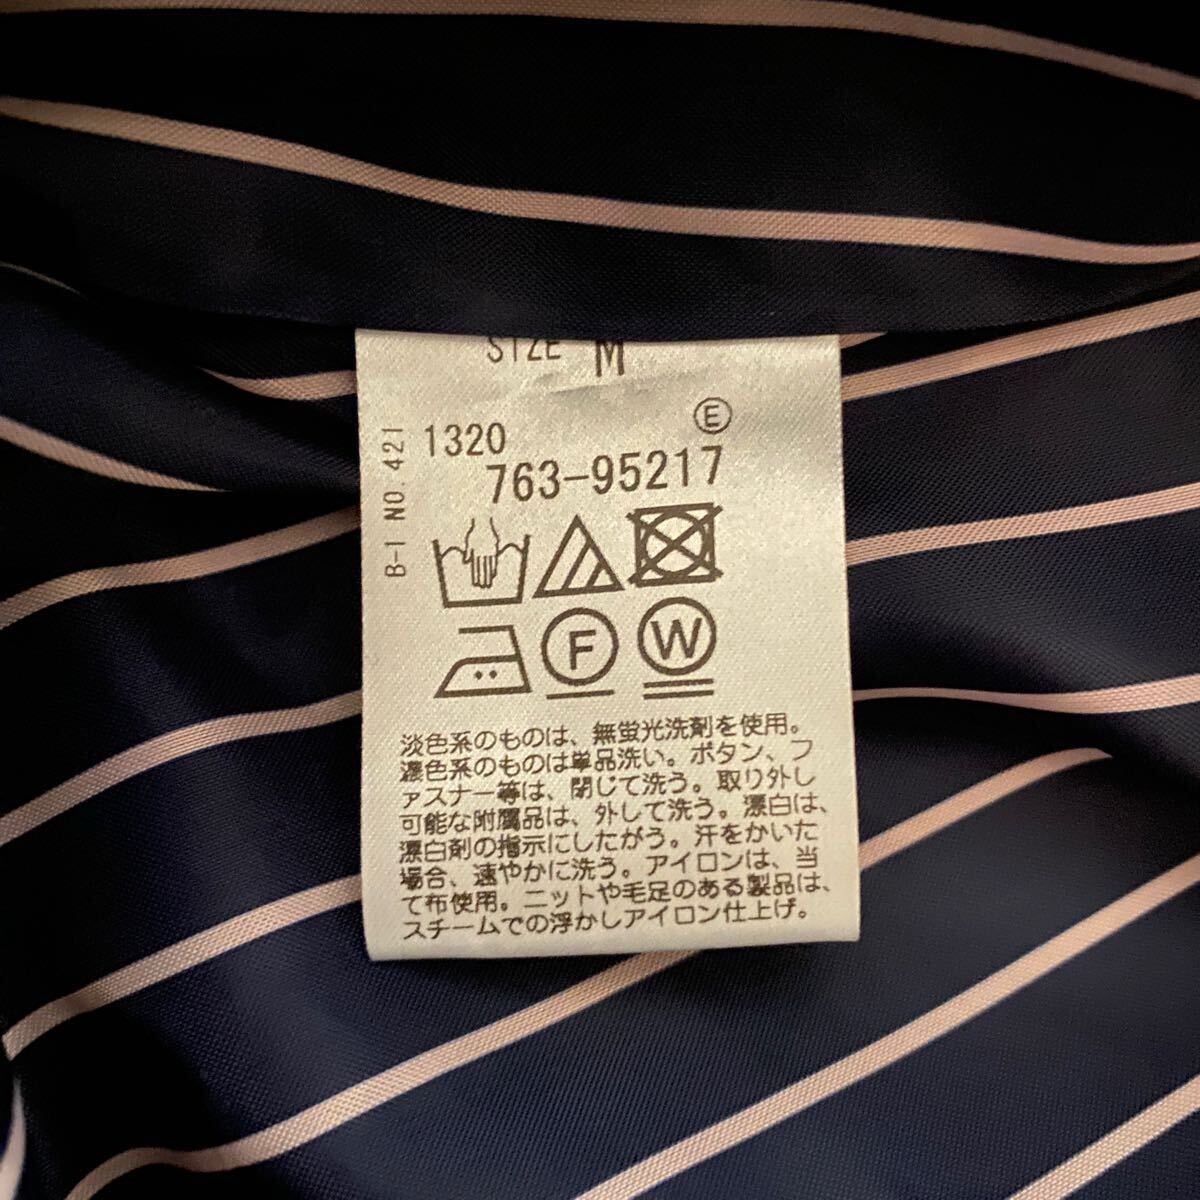 SIZE M
E
1320
763-95217
B-1 NO.421
F
W
淡色系のものは、無蛍光洗剤を使用。
濃色系のものは単品洗い。ボタン、フ
ァスナー等は、閉じて洗う。取り外し
可能な附属品は、外して洗う。漂白は、
漂白剤の指示にしたがう。汗をかいた
場合、速やかに洗う。アイロンは、当
て布使用。ニットや毛足のある製品は、
スチームでの浮かしアイロン仕上げ。